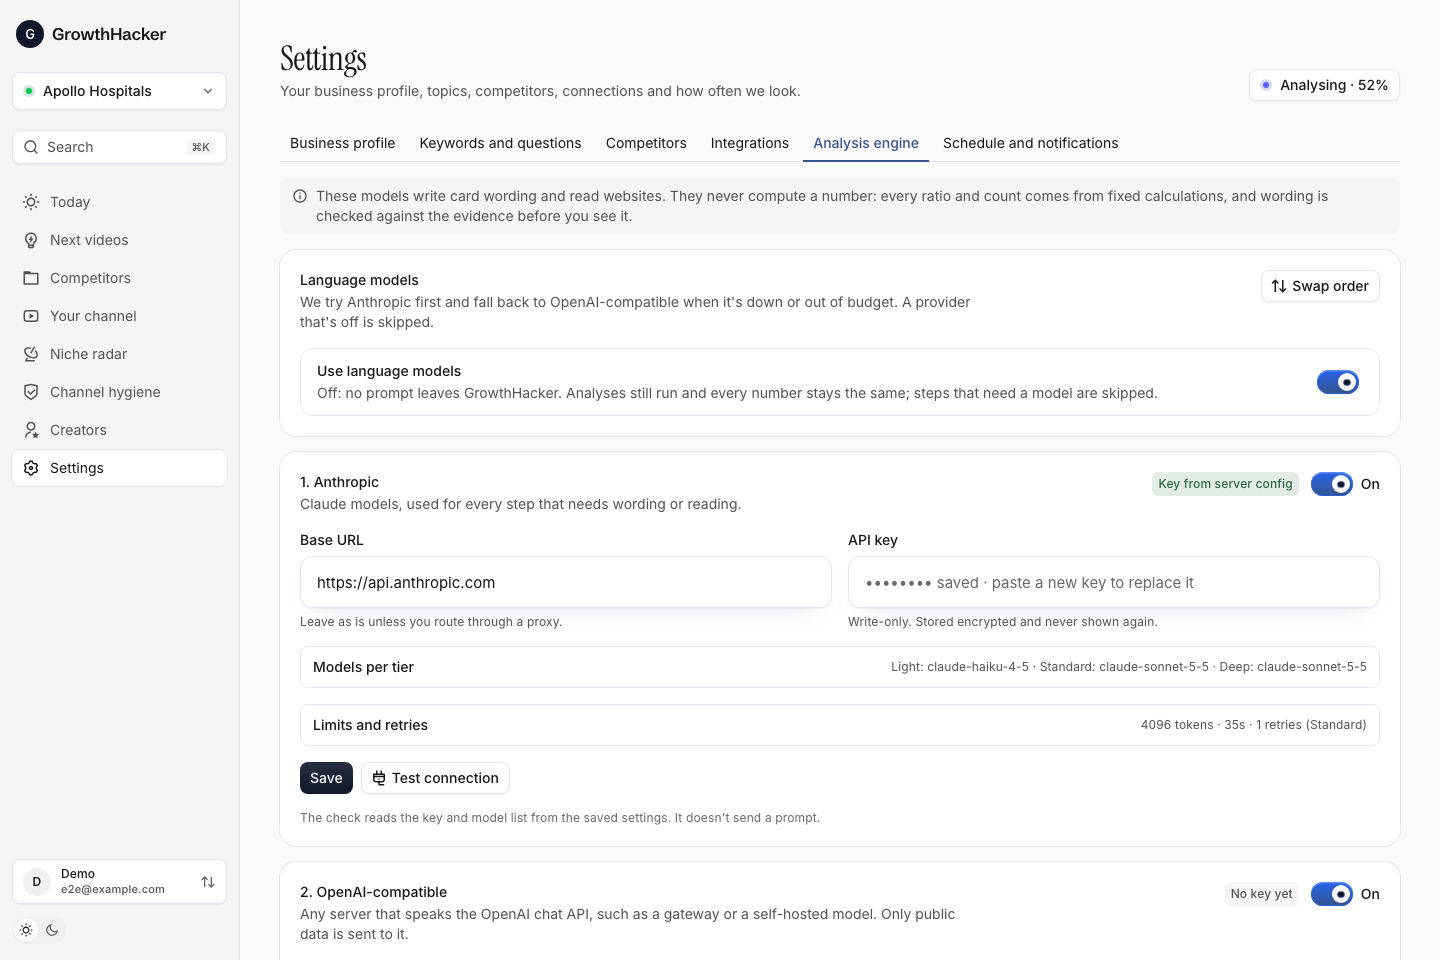 G GrowthHacker
Apollo Hospitals
Search ⌘K
Today
Next videos
Competitors
Your channel
Niche radar
Channel hygiene
Creators
Settings
D
Demo
e2e@example.com
Settings
Your business profile, topics, competitors, connections and how often we look.
Analysing · 52%
Business profile Keywords and questions Competitors Integrations Analysis engine Schedule and notifications
These models write card wording and read websites. They never compute a number: every ratio and count comes from fixed calculations, and wording is
checked against the evidence before you see it.
Language models
We try Anthropic first and fall back to OpenAI-compatible when it's down or out of budget. A provider
that's off is skipped.
Swap order
Use language models
Off: no prompt leaves GrowthHacker. Analyses still run and every number stays the same; steps that need a model are skipped.
1. Anthropic
Claude models, used for every step that needs wording or reading.
Key from server config On
Base URL
https://api.anthropic.com
Leave as is unless you route through a proxy.
API key
•••••••• saved · paste a new key to replace it
Write-only. Stored encrypted and never shown again.
Models per tier Light: claude-haiku-4-5 · Standard: claude-sonnet-5-5 · Deep: claude-sonnet-5-5
Limits and retries 4096 tokens · 35s · 1 retries (Standard)
Save Test connection
The check reads the key and model list from the saved settings. It doesn't send a prompt.
2. OpenAI-compatible
Any server that speaks the OpenAI chat API, such as a gateway or a self-hosted model. Only public
data is sent to it.
No key yet On